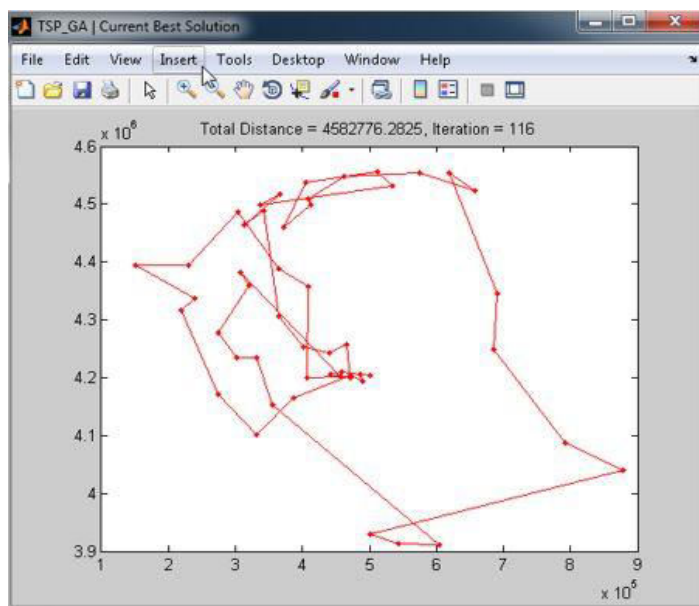 TSP_GA | Current Best Solution
File Edit View Insert Tools Desktop Window Help
Total Distance = 4582776.2825, Iteration = 116
x 10^6
4.6
4.5
4.4
4.3
4.2
4.1
4
3.9
1 2 3 4 5 6 7 8 9
x 10^5